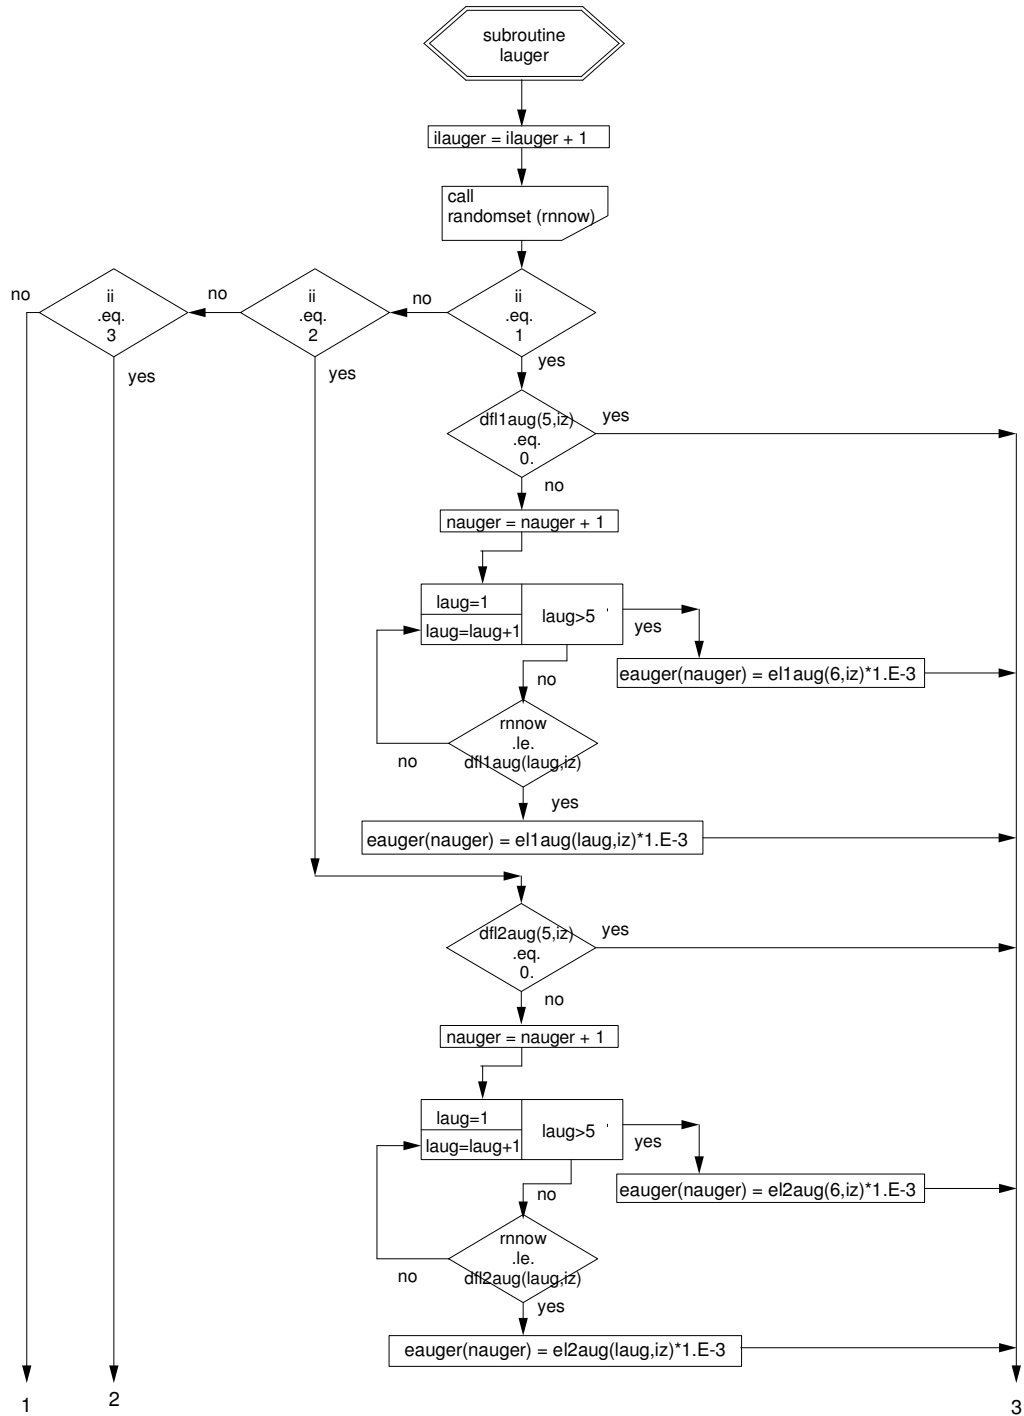 subroutine
lauger
ilauger = ilauger + 1
call
randomset (rnnow)
no
ii
.eq.
3
yes
no
ii
.eq.
2
yes
no
ii
.eq.
1
yes
dfl1aug(5,iz)
.eq.
0.
yes
no
nauger = nauger + 1
laug=1
laug=laug+1
laug>5 '
yes
no
eauger(nauger) = el1aug(6,iz)*1.E-3
rnnow
.le.
dfl1aug(laug,iz)
no
yes
eauger(nauger) = el1aug(laug,iz)*1.E-3
dfl2aug(5,iz)
.eq.
0.
yes
no
nauger = nauger + 1
laug=1
laug=laug+1
laug>5 '
yes
no
eauger(nauger) = el2aug(6,iz)*1.E-3
rnnow
.le.
dfl2aug(laug,iz)
no
yes
eauger(nauger) = el2aug(laug,iz)*1.E-3
1
2
3